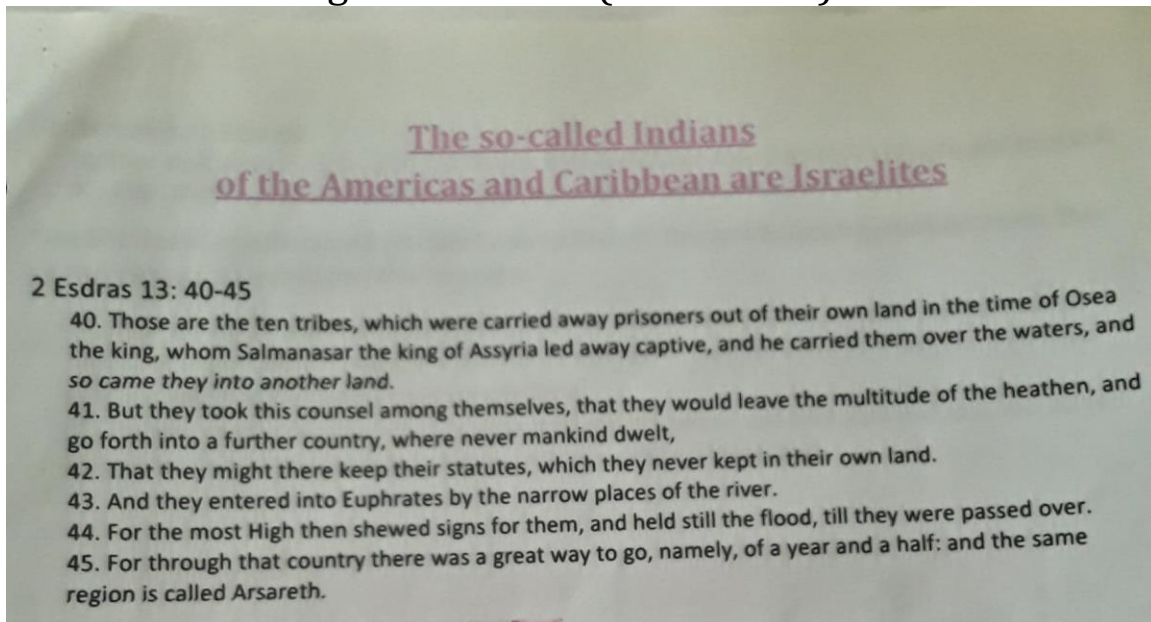 The so-called Indians
of the Americas and Caribbean are Israelites
2 Esdras 13: 40-45
40. Those are the ten tribes, which were carried away prisoners out of their own land in the time of Osea
the king, whom Salmanasar the king of Assyria led away captive, and he carried them over the waters, and
so came they into another land.
41. But they took this counsel among themselves, that they would leave the multitude of the heathen, and
go forth into a further country, where never mankind dwelt,
42. That they might there keep their statutes, which they never kept in their own land.
43. And they entered into Euphrates by the narrow places of the river.
44. For the most High then shewed signs for them, and held still the flood, till they were passed over.
45. For through that country there was a great way to go, namely, of a year and a half: and the same
region is called Arsareth.